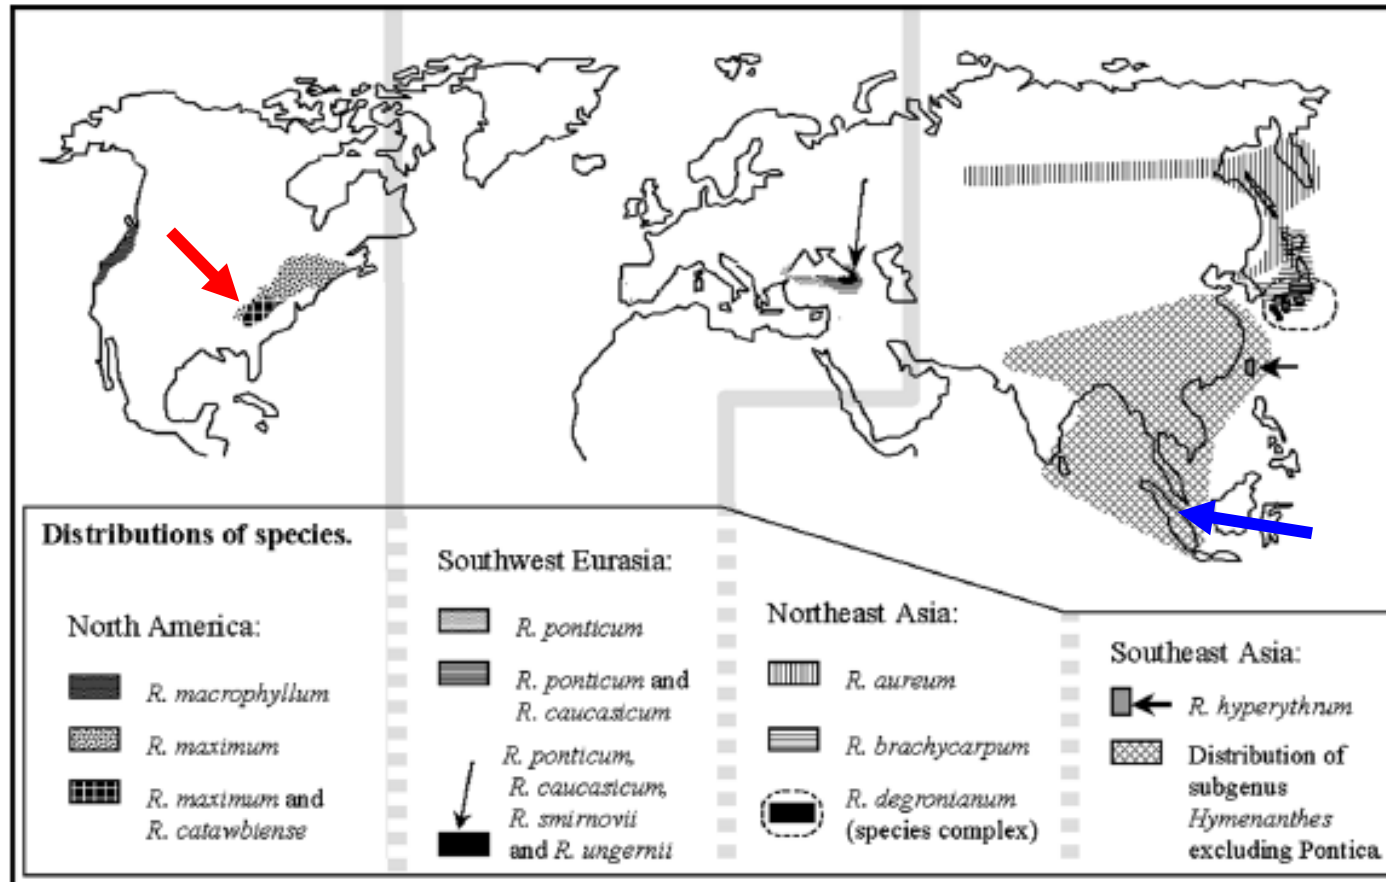 Distributions of species.
North America:
R. macrophyllum
R. maximum
R. maximum and
R. catawbiense
Southwest Eurasia:
R. ponticum
R. ponticum and
R. caucasicum
R. ponticum,
R. caucasicum,
R. smirnovii
and R. ungernii
Northeast Asia:
R. aureum
R. brachycarpum
R. degronianum
(species complex)
Southeast Asia:
R. hyperythrum
Distribution of
subgenus
Hymenanthes
excluding Pontica.